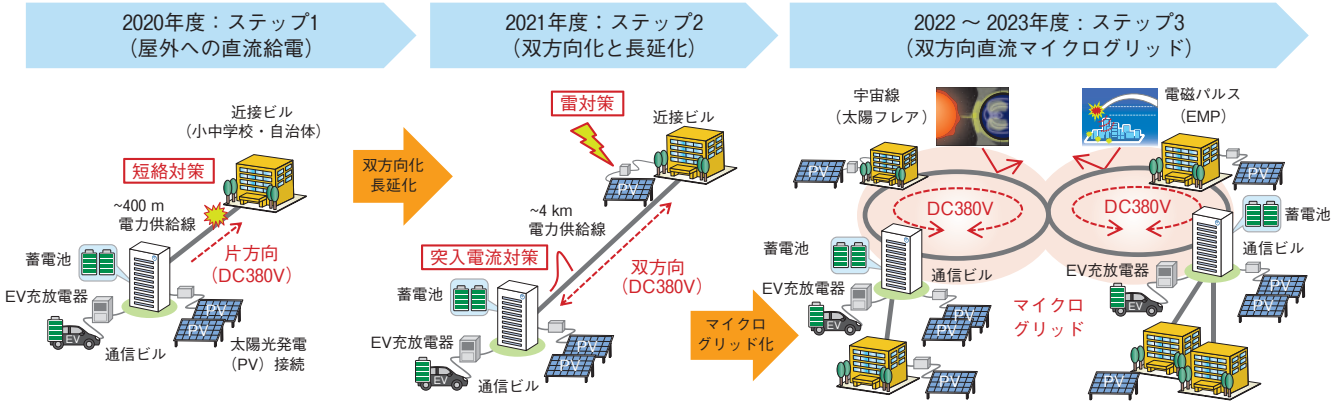 2020年度：ステップ1
（屋外への直流給電）
近接ビル
（小中学校・自治体）
短絡対策
~400 m
電力供給線
蓄電池
片方向
（DC380V）
EV充放電器
PV
PV
EV
通信ビル
太陽光発電
（PV）接続
双方向化
長延化
2021年度：ステップ2
（双方向化と長延化）
雷対策
近接ビル
PV
~4 km
電力供給線
突入電流対策
双方向
（DC380V）
蓄電池
EV充放電器
PV
PV
EV
通信ビル
マイクロ
グリッド化
2022 ～ 2023年度：ステップ3
（双方向直流マイクログリッド）
宇宙線
（太陽フレア）
電磁パルス
（EMP）
PV
PV
DC380V
DC380V
蓄電池
蓄電池
通信ビル
通信ビル
EV充放電器
EV充放電器
マイクロ
グリッド
PV
PV
EV
PV
PV
EV
PV
PV